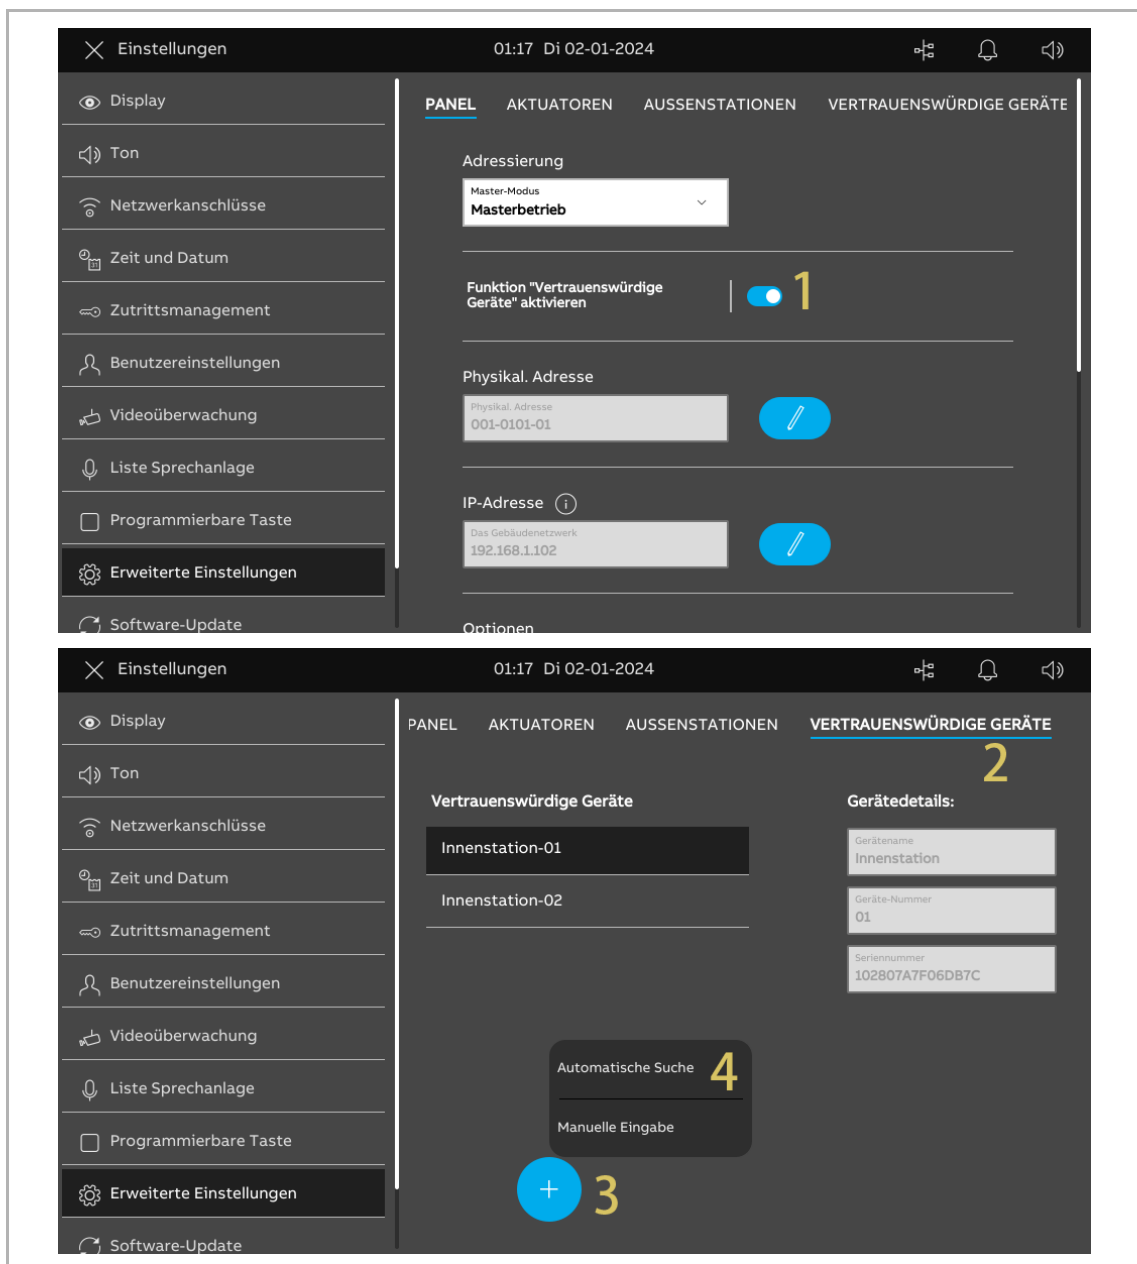 Einstellungen
01:17 Di 02-01-2024
Display
Ton
Netzwerkanschlüsse
Zeit und Datum
Zutrittsmanagement
Benutzereinstellungen
Videoüberwachung
Liste Sprechanlage
Programmierbare Taste
Erweiterte Einstellungen
Software-Update
PANEL AKTUATOREN AUSSENSTATIONEN VERTRAUENSWÜRDIGE GERÄTE
Adressierung
Master-Modus
Masterbetrieb
Funktion "Vertrauenswürdige
Geräte" aktivieren
1
Physikal. Adresse
Physikal. Adresse
001-0101-01
IP-Adresse
Das Gebäudenetzwerk
192.168.1.102
Optionen
Einstellungen
01:17 Di 02-01-2024
Display
Ton
Netzwerkanschlüsse
31
Zeit und Datum
Zutrittsmanagement
Benutzereinstellungen
Videoüberwachung
Liste Sprechanlage
Programmierbare Taste
Erweiterte Einstellungen
Software-Update
PANEL AKTUATOREN AUSSENSTATIONEN VERTRAUENSWÜRDIGE GERÄTE
2
Vertrauenswürdige Geräte
Innenstation-01
Innenstation-02
Gerätedetails:
Gerätename
Innenstation
Geräte-Nummer
01
Seriennummer
102807A7F06DB7C
Automatische Suche
4
Manuelle Eingabe
+
3